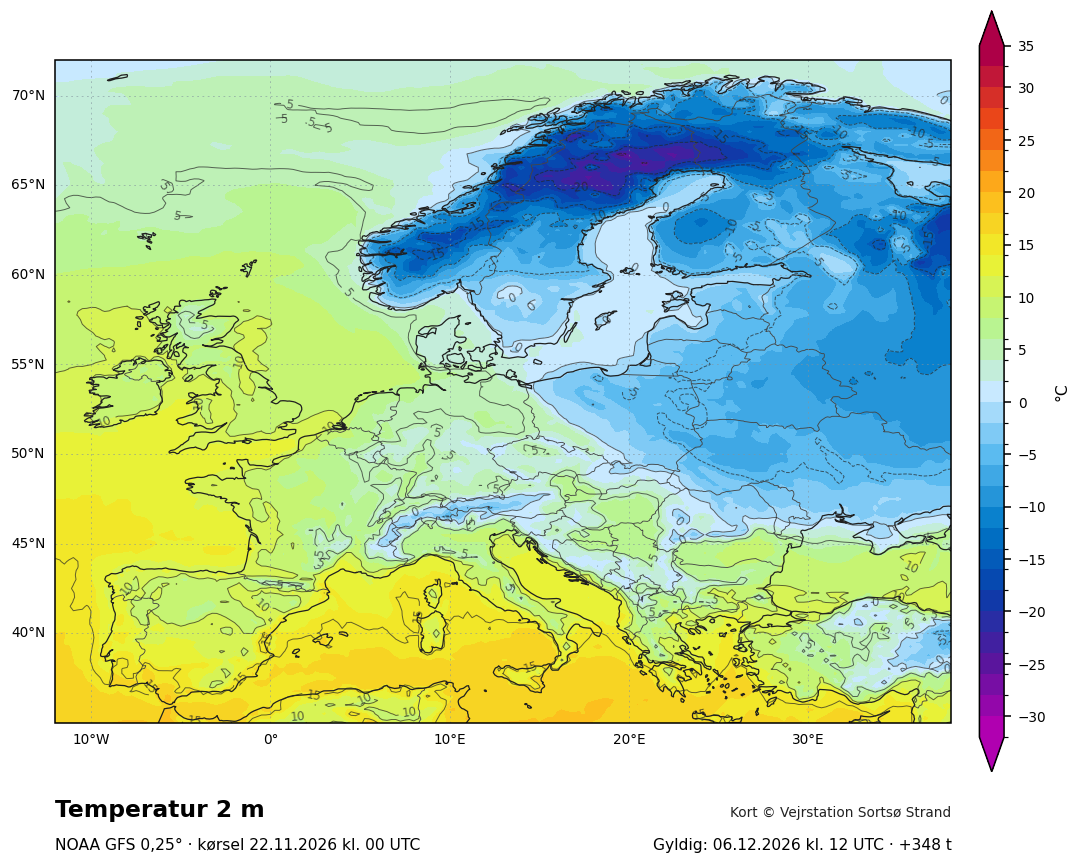 70°N
65°N
60°N
55°N
50°N
45°N
40°N
10°W
0°
10°E
20°E
30°E
35
30
25
20
15
10
5
0
−5
−10
−15
−20
−25
−30
°C
Temperatur 2 m
Kort © Vejrstation Sortsø Strand
NOAA GFS 0,25° · kørsel 22.11.2026 kl. 00 UTC
Gyldig: 06.12.2026 kl. 12 UTC · +348 t